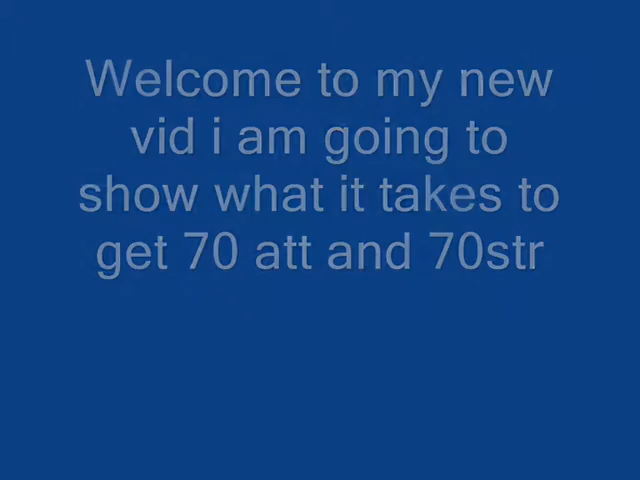 Welcome to my new
vid i am going to
show what it takes to
get 70 att and 70str